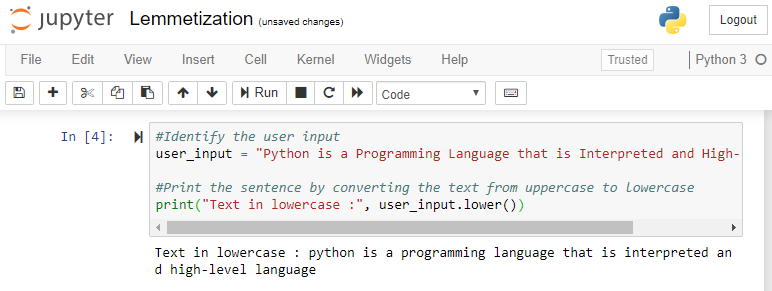 jupyter Lemmetization (unsaved changes) Logout
File Edit View Insert Cell Kernel Widgets Help Trusted Python 3
Run Code
In [4]: #Identify the user input
user_input = "Python is a Programming Language that is Interpreted and High-
#Print the sentence by converting the text from uppercase to lowercase
print("Text in lowercase :", user_input.lower())
Text in lowercase : python is a programming language that is interpreted an
d high-level language